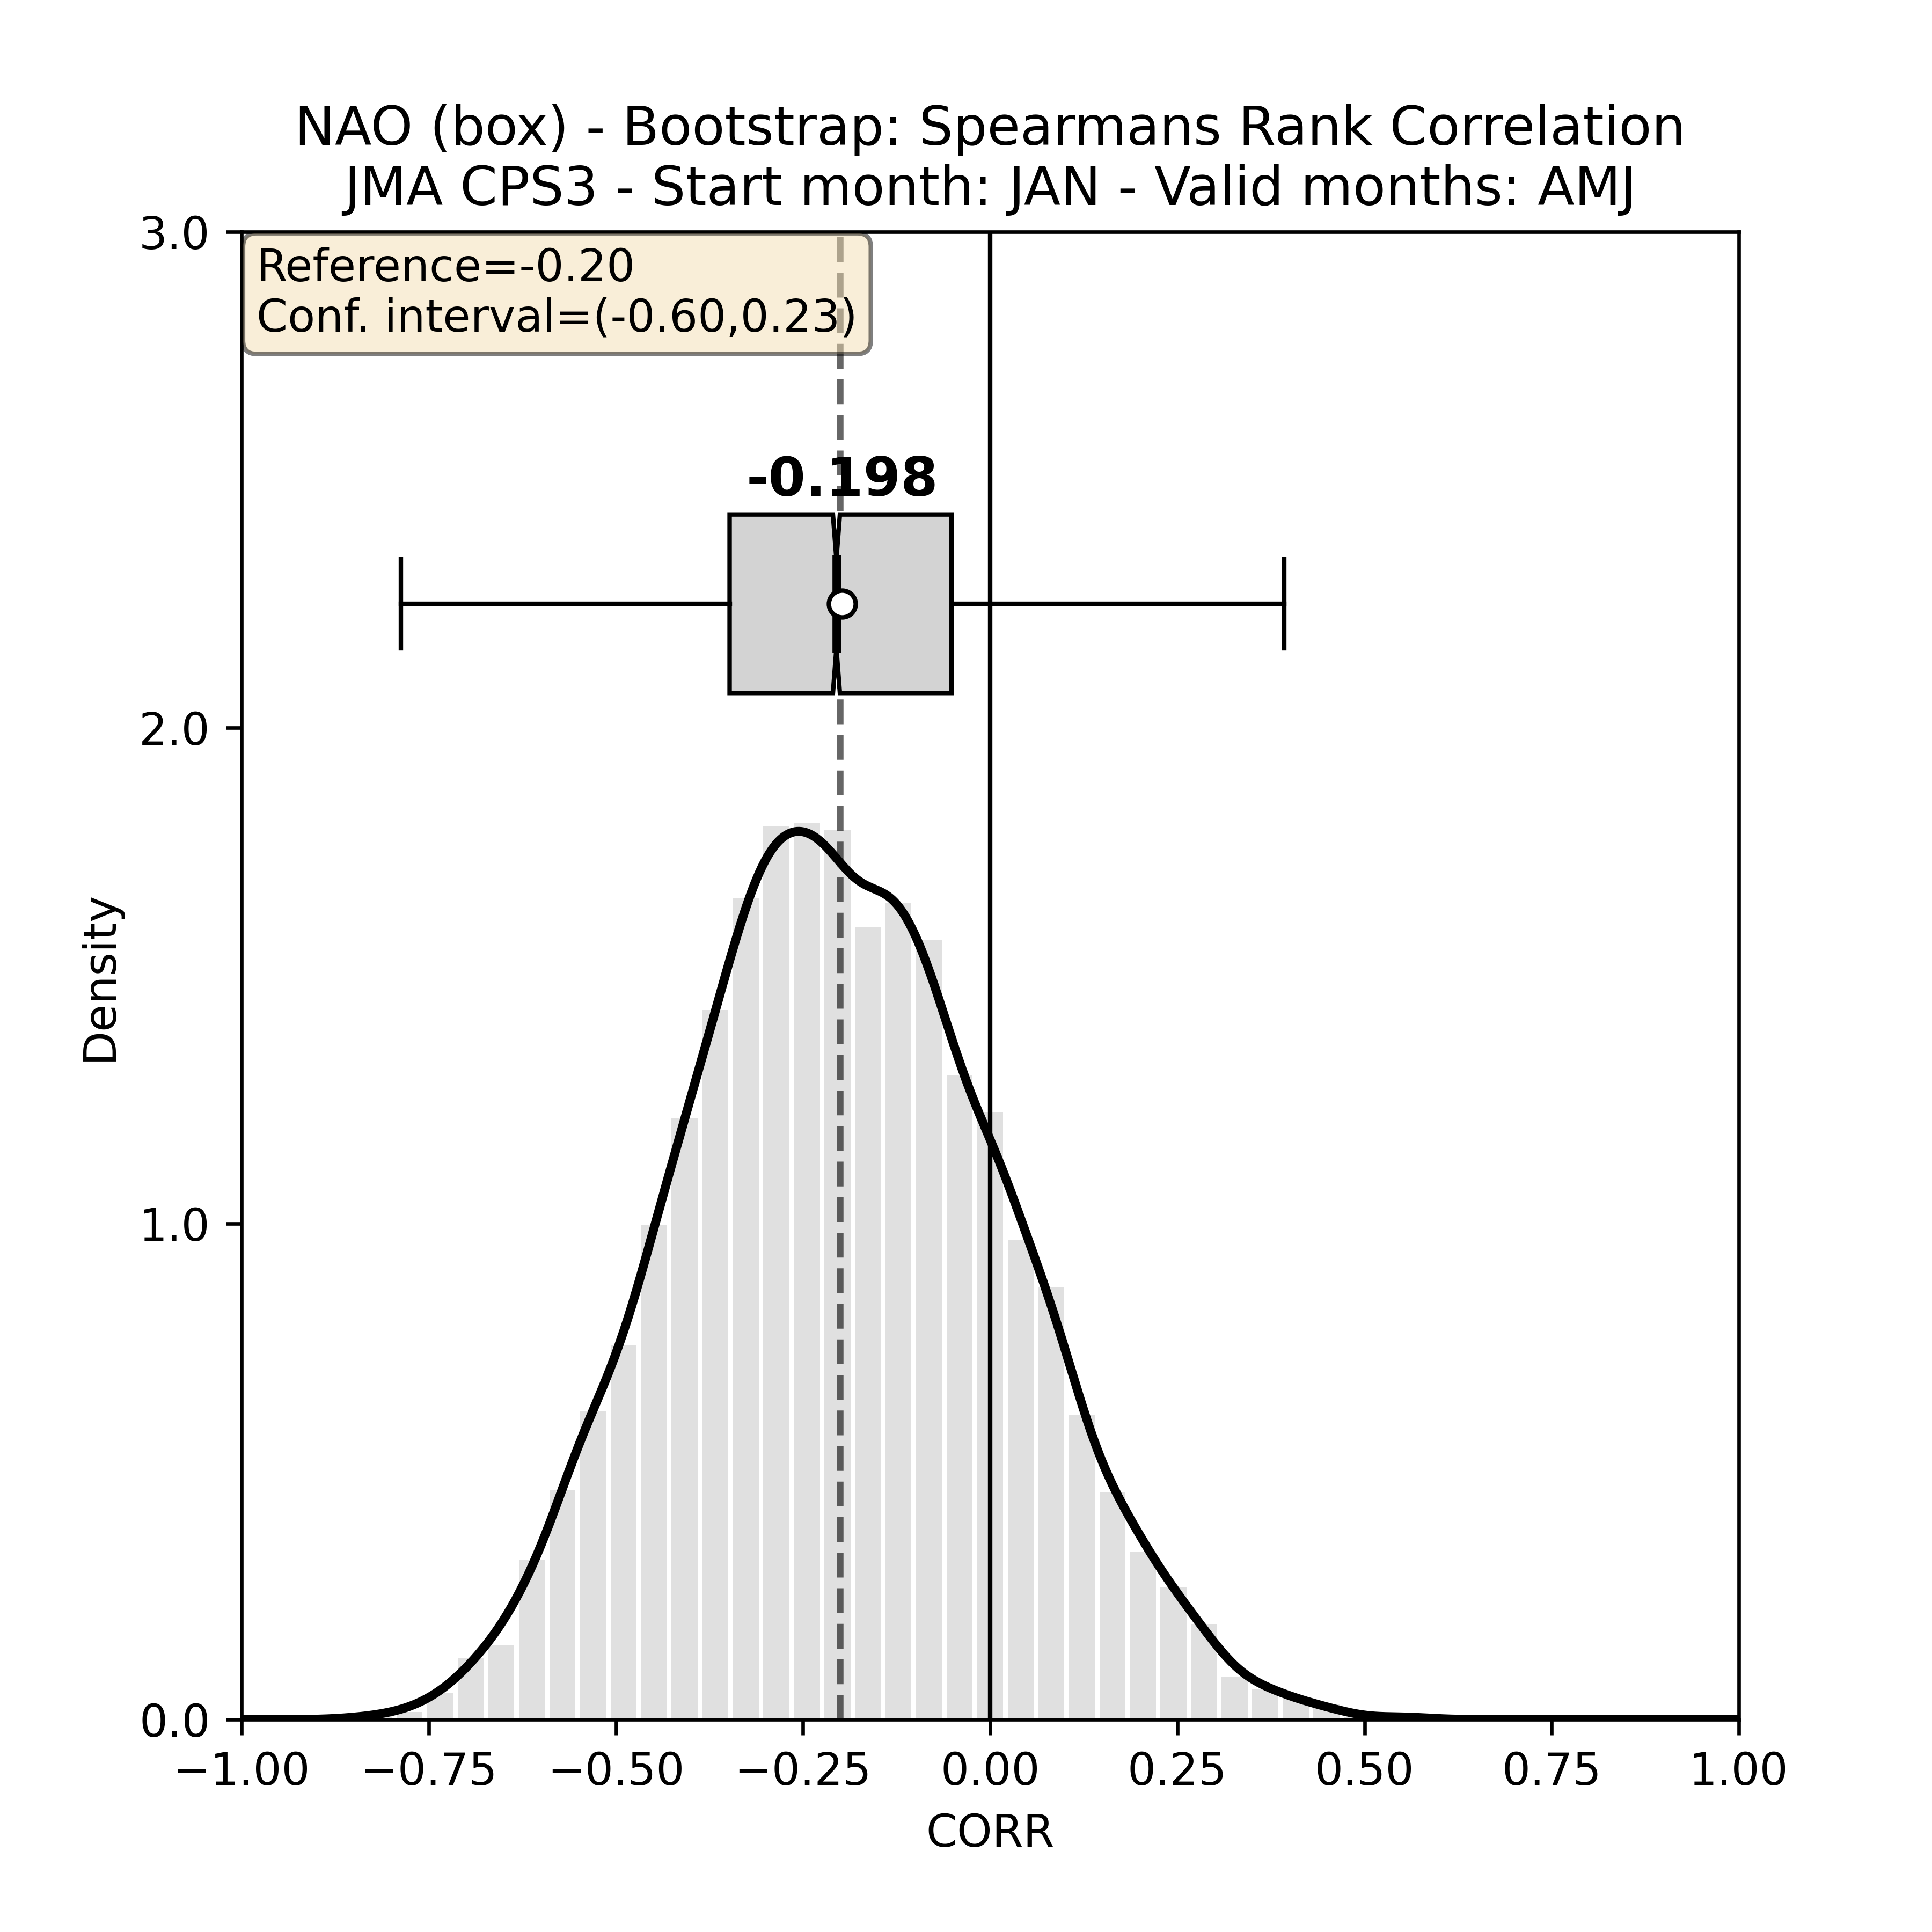 NAO (box) - Bootstrap: Spearmans Rank Correlation
JMA CPS3 - Start month: JAN - Valid months: AMJ
3.0
Reference=-0.20
Conf. interval=(-0.60,0.23)
-0.198
2.0
Density
1.0
0.0
−1.00 −0.75 −0.50 −0.25 0.00 0.25 0.50 0.75 1.00
CORR